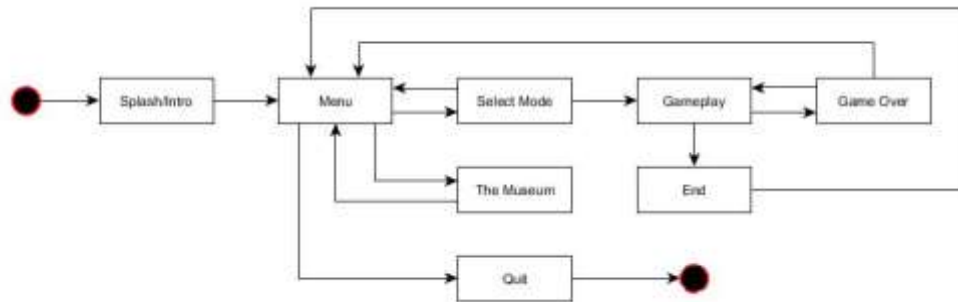 Splash/Intro
Menu
Select Mode
Gameplay
Game Over
The Museum
End
Quit